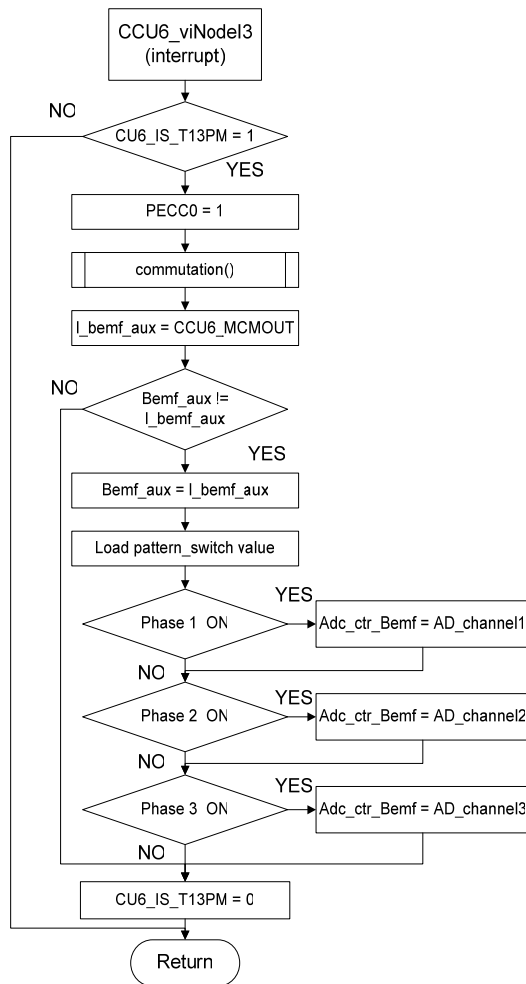 CCU6_viNodeI3
(interrupt)
NO
CU6_IS_T13PM = 1
YES
PECC0 = 1
commutation()
I_bemf_aux = CCU6_MCMOUT
NO
Bemf_aux !=
I_bemf_aux
YES
Bemf_aux = I_bemf_aux
Load pattern_switch value
YES
Phase 1 ON
Adc_ctr_Bemf = AD_channel1
NO
YES
Phase 2 ON
Adc_ctr_Bemf = AD_channel2
NO
YES
Phase 3 ON
Adc_ctr_Bemf = AD_channel3
NO
CU6_IS_T13PM = 0
Return